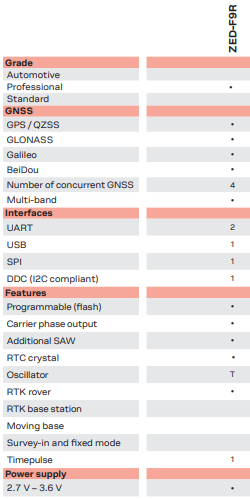 ZED-F9R
Grade
Automotive
Professional •
Standard
GNSS
GPS / QZSS •
GLONASS •
Galileo •
BeiDou •
Number of concurrent GNSS 4
Multi-band •
Interfaces
UART 2
USB 1
SPI 1
DDC (I2C compliant) 1
Features
Programmable (flash) •
Carrier phase output •
Additional SAW •
RTC crystal •
Oscillator T
RTK rover •
RTK base station
Moving base
Survey-in and fixed mode
Timepulse 1
Power supply
2.7 V – 3.6 V •